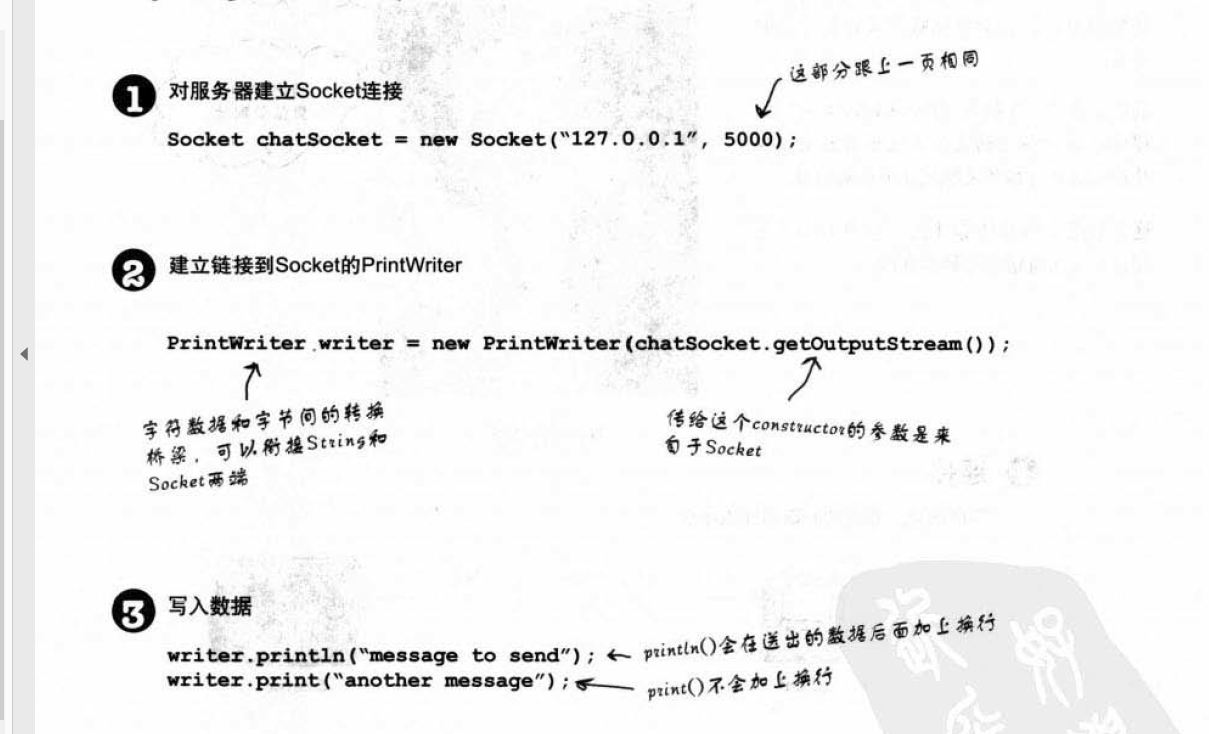 1 对服务器建立Socket连接
这部分跟上一页相同
Socket chatSocket = new Socket(“127.0.0.1”, 5000);
2 建立链接到Socket的PrintWriter
PrintWriter writer = new PrintWriter(chatSocket.getOutputStream());
字符数据和字节间的转换
桥梁，可以衔接String和
Socket两端
传给这个constructor的参数是来
自于Socket
3 写入数据
writer.println(“message to send”); println()会在送出的数据后面加上换行
writer.print(“another message”); print()不会加上换行